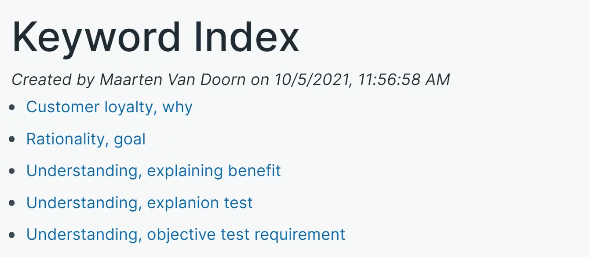 Keyword Index
Created by Maarten Van Doorn on 10/5/2021, 11:56:58 AM
• Customer loyalty, why
• Rationality, goal
• Understanding, explaining benefit
• Understanding, explanion test
• Understanding, objective test requirement